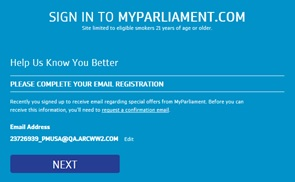 SIGN IN TO MYPARLIAMENT.COM
Site limited to eligible smokers 21 years of age or older.
Help Us Know You Better
PLEASE COMPLETE YOUR EMAIL REGISTRATION
Recently you signed up to receive email regarding special offers from MyParliament. Before you can
receive this information, you'll need to request a confirmation email.
Email Address
23726939_PMUSA@QA.ARCWW2.COM Edit
NEXT